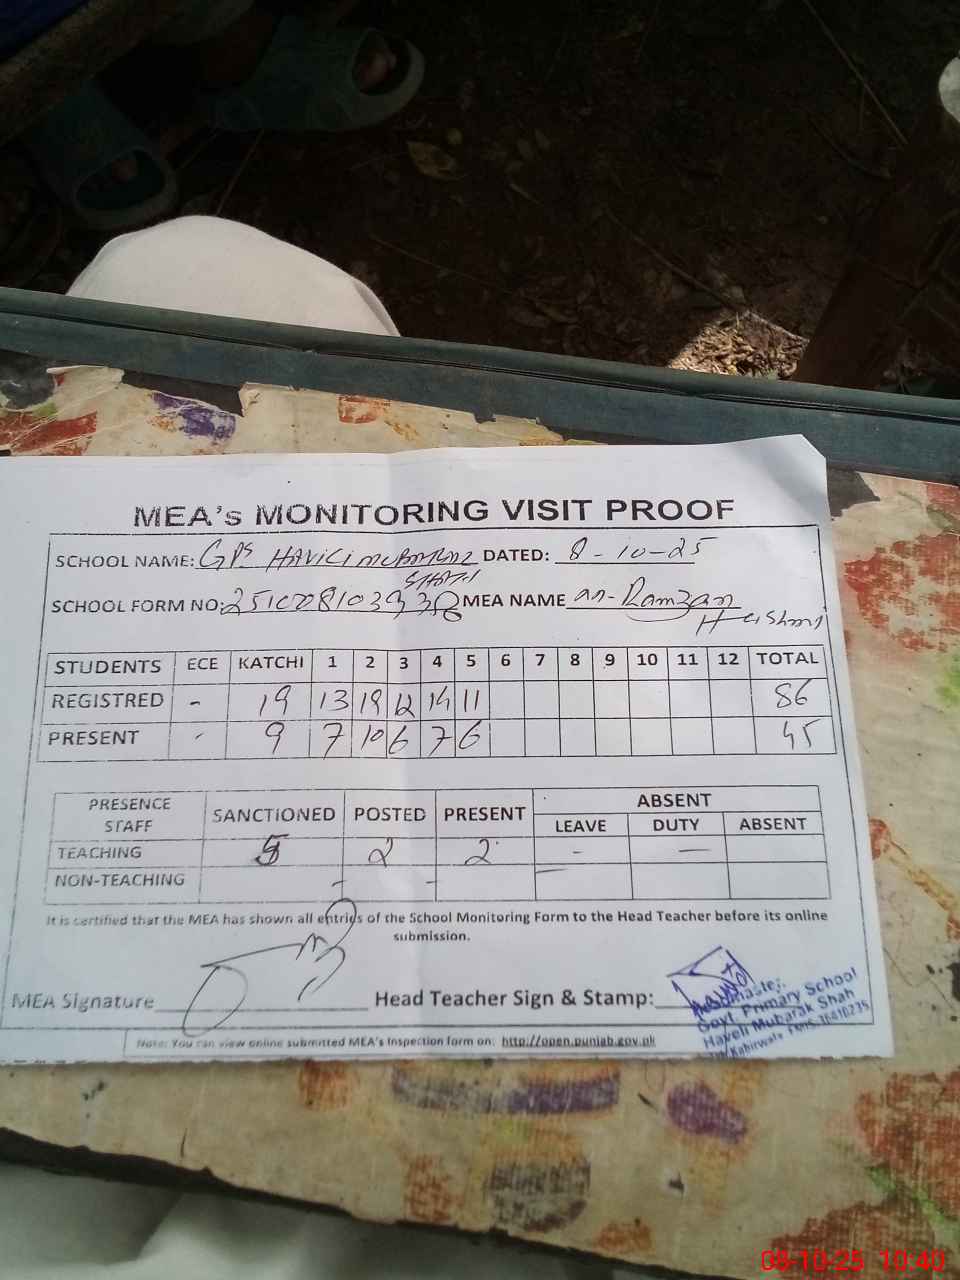 MEA's MONITORING VISIT PROOF
SCHOOL NAME: GPS HAVILI MUBARAK SHAH DATED: 8-10-25
SCHOOL FORM NO: MEA NAME Ramzan Hashmi
STUDENTS ECE KATCHI 1 2 3 4 5 6 7 8 9 10 11 12 TOTAL
REGISTRED - 19 13 12 14 11 86
PRESENT - 9 7 10 6 7 6 45
PRESENCE STAFF SANCTIONED POSTED PRESENT ABSENT
LEAVE DUTY ABSENT
TEACHING 5 2 2 - -
NON-TEACHING - - -
It is certified that the MEA has shown all entries of the School Monitoring Form to the Head Teacher before its online
submission.
MEA Signature Head Teacher Sign & Stamp:
Headmaster
Govt. Primary School
Haveli Mubarak Shah
Kabirwala EMIS.
Note: You can view online submitted MEA's Inspection form on: http://open.punjab.gov.pk
08-10-25 10:40